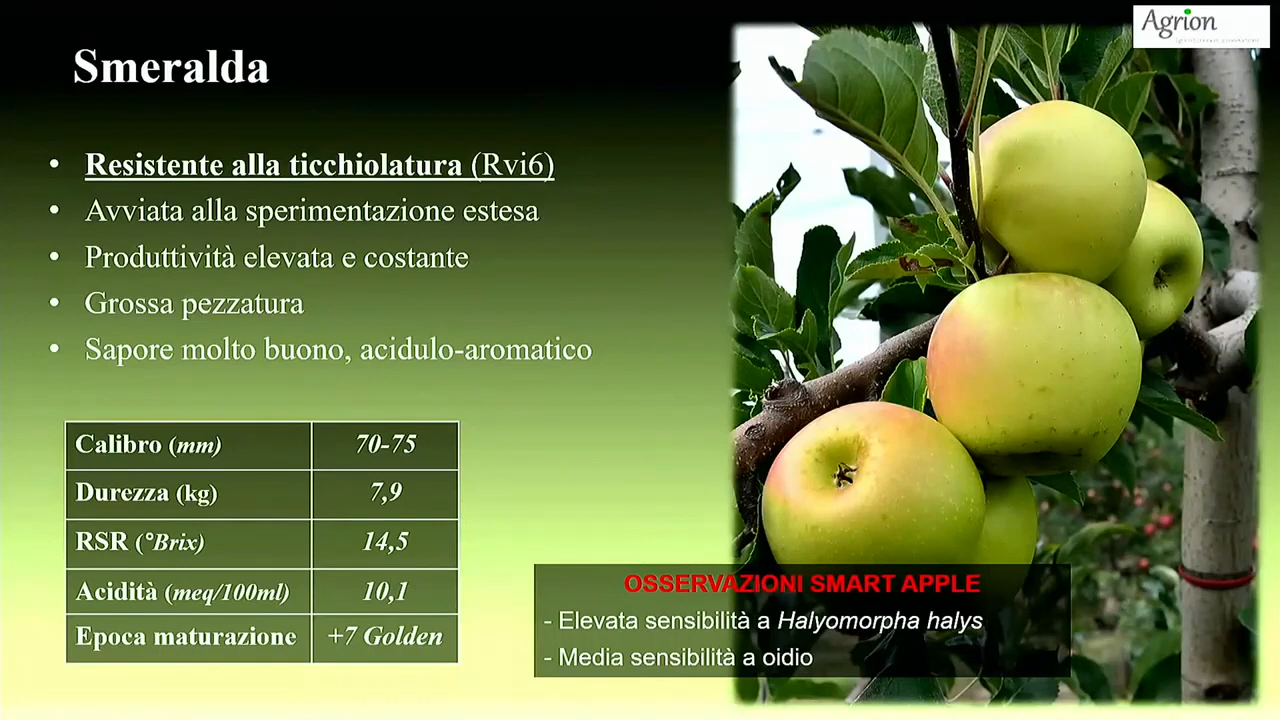 Agrion
Smeralda
• Resistente alla ticchiolatura (Rvi6)
• Avviata alla sperimentazione estesa
• Produttività elevata e costante
• Grossa pezzatura
• Sapore molto buono, acidulo-aromatico
Calibro (mm) 70-75
Durezza (kg) 7,9
RSR (°Brix) 14,5
Acidità (meq/100ml) 10,1
Epoca maturazione +7 Golden
OSSERVAZIONI SMART APPLE
- Elevata sensibilità a Halyomorpha halys
- Media sensibilità a oidio